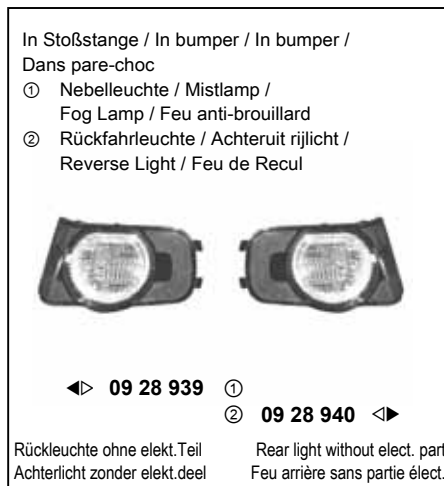 In Stoßstange / In bumper / In bumper /
Dans pare-choc
① Nebelleuchte / Mistlamp /
Fog Lamp / Feu anti-brouillard
② Rückfahrleuchte / Achteruit rijlicht /
Reverse Light / Feu de Recul
◀▷ 09 28 939 ①
② 09 28 940 ◁▶
Rückleuchte ohne elekt.Teil Rear light without elect. part
Achterlicht zonder elekt.deel Feu arrière sans partie élect.